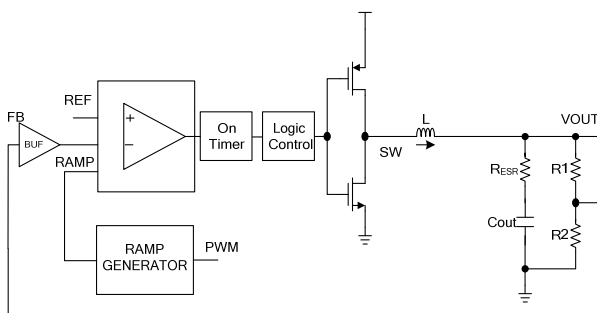 REF
FB
BUF
RAMP
+
−
On
Timer
Logic
Control
SW
L
VOUT
RESR
R1
Cout
R2
RAMP
GENERATOR
PWM